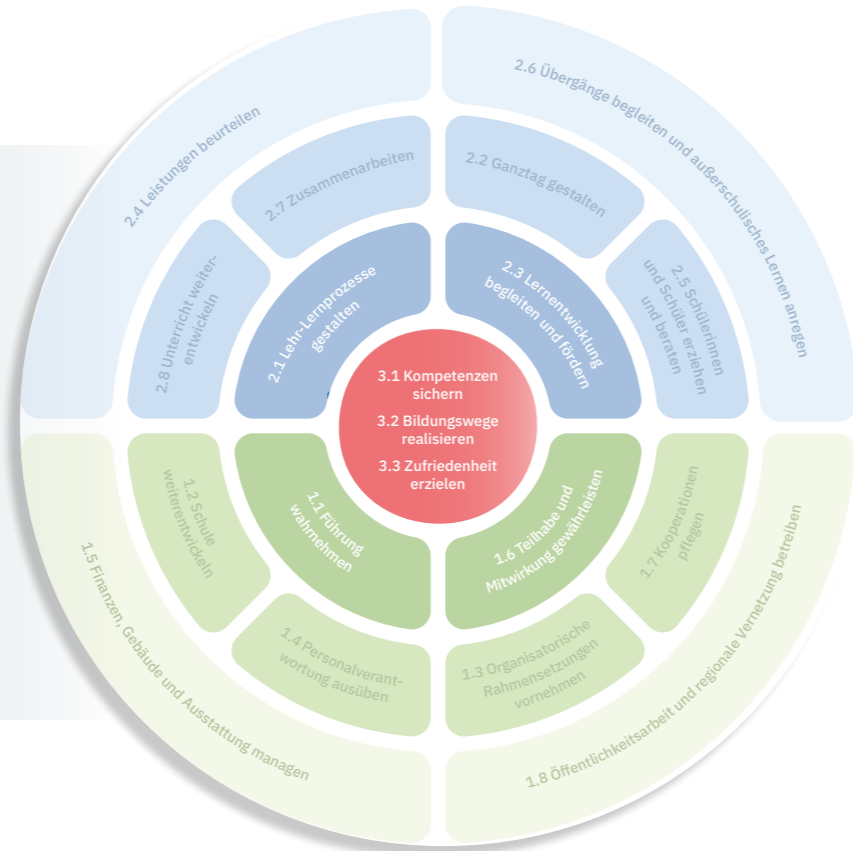 2.4 Leistungen beurteilen
2.6 Übergänge begleiten und außerschulisches Lernen anregen
2.7 Zusammenarbeiten
2.2 Ganztag gestalten
2.8 Unterricht weiter-
entwickeln
2.1 Lehr-Lernprozesse
gestalten
2.3 Lernentwicklung
begleiten und fördern
2.5 Schülerinnen
und Schüler erziehen
und beraten
3.1 Kompetenzen
sichern
3.2 Bildungswege
realisieren
3.3 Zufriedenheit
erzielen
1.2 Schule
weiterentwickeln
1.1 Führung
wahrnehmen
1.6 Teilhabe und
Mitwirkung gewährleisten
1.7 Kooperationen
pflegen
1.5 Finanzen, Gebäude und Ausstattung managen
1.4 Personalverant-
wortung ausüben
1.3 Organisatorische
Rahmensetzungen
vornehmen
1.8 Öffentlichkeitsarbeit und regionale Vernetzung betreiben